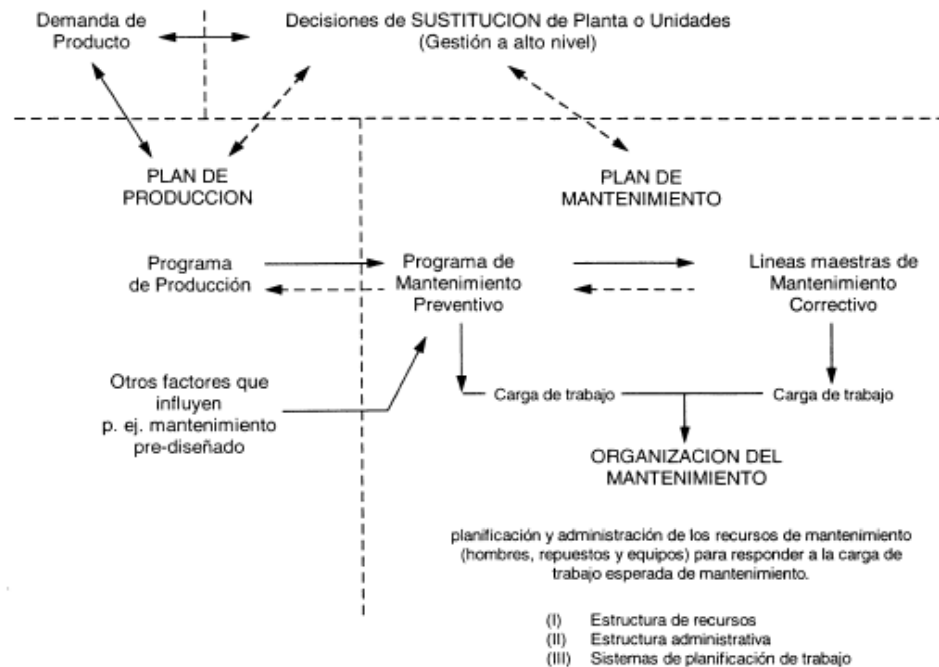 Demanda de
Producto
Decisiones de SUSTITUCION de Planta o Unidades
(Gestión a alto nivel)
PLAN DE
PRODUCCION
PLAN DE
MANTENIMIENTO
Programa
de Producción
Programa de
Mantenimiento
Preventivo
Lineas maestras de
Mantenimiento
Correctivo
Otros factores que
influyen
p. ej. mantenimiento
pre-diseñado
Carga de trabajo
Carga de trabajo
ORGANIZACION DEL
MANTENIMIENTO
planificación y administración de los recursos de mantenimiento
(hombres, repuestos y equipos) para responder a la carga de
trabajo esperada de mantenimiento.
(I) Estructura de recursos
(II) Estructura administrativa
(III) Sistemas de planificación de trabajo